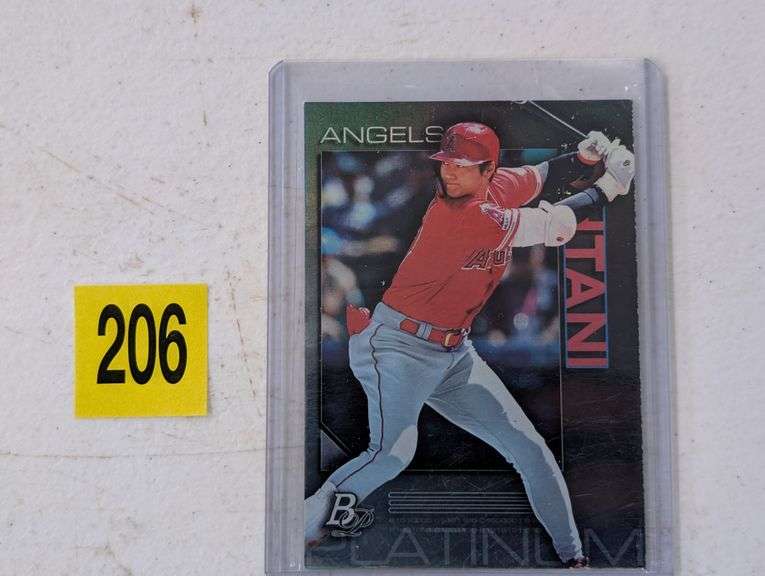 206
ANGELS
TANI
BP
PLATINUM